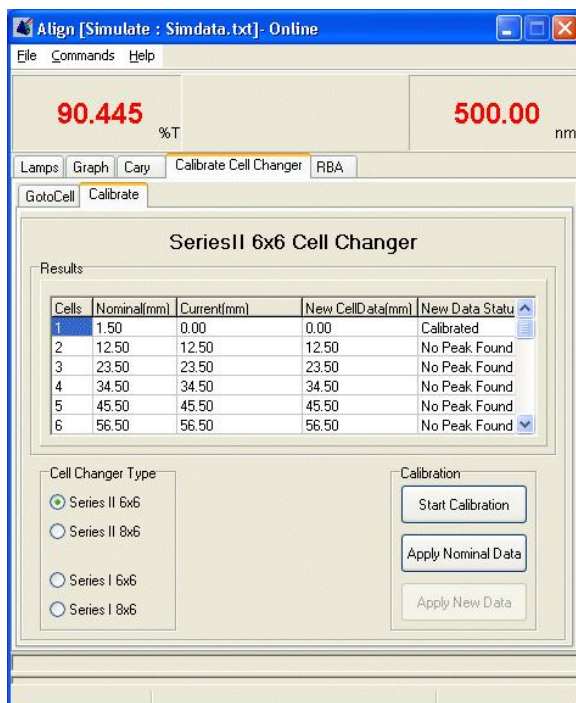 Align [Simulate : Simdata.txt]- Online
File Commands Help
90.445 %T 500.00 nm
Lamps Graph Cary Calibrate Cell Changer RBA
GotoCell Calibrate
SeriesII 6x6 Cell Changer
Results
Cells Nominal(mm) Current(mm) New CellData(mm) New Data Statu
1 1.50 0.00 0.00 Calibrated
2 12.50 12.50 12.50 No Peak Found
3 23.50 23.50 23.50 No Peak Found
4 34.50 34.50 34.50 No Peak Found
5 45.50 45.50 45.50 No Peak Found
6 56.50 56.50 56.50 No Peak Found
Cell Changer Type
Series II 6x6
Series II 8x6
Series I 6x6
Series I 8x6
Calibration
Start Calibration
Apply Nominal Data
Apply New Data